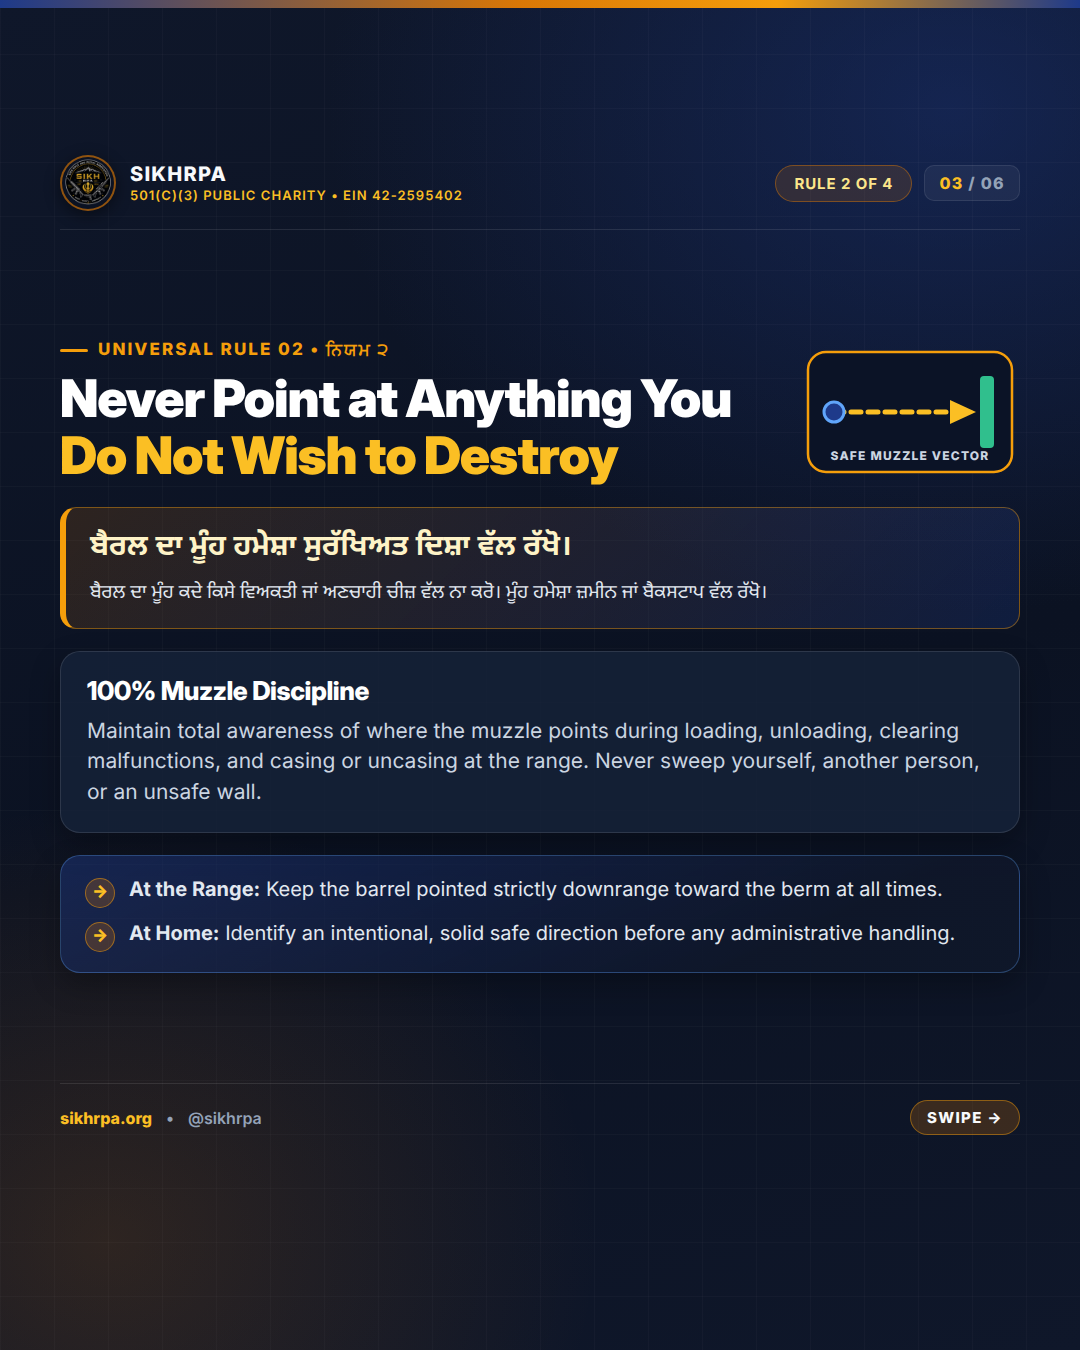 SIKH
SIKHRPA
501(C)(3) PUBLIC CHARITY • EIN 42-2595402
RULE 2 OF 4
03 / 06
UNIVERSAL RULE 02 • ਨਿਯਮ ੨
Never Point at Anything You
Do Not Wish to Destroy
SAFE MUZZLE VECTOR
ਬੈਰਲ ਦਾ ਮੂੰਹ ਹਮੇਸ਼ਾ ਸੁਰੱਖਿਅਤ ਦਿਸ਼ਾ ਵੱਲ ਰੱਖੋ।
ਬੈਰਲ ਦਾ ਮੂੰਹ ਕਦੇ ਕਿਸੇ ਵਿਅਕਤੀ ਜਾਂ ਅਣਚਾਹੀ ਚੀਜ਼ ਵੱਲ ਨਾ ਕਰੋ। ਮੂੰਹ ਹਮੇਸ਼ਾ ਜ਼ਮੀਨ ਜਾਂ ਬੈਕਸਟਾਪ ਵੱਲ ਰੱਖੋ।
100% Muzzle Discipline
Maintain total awareness of where the muzzle points during loading, unloading, clearing
malfunctions, and casing or uncasing at the range. Never sweep yourself, another person,
or an unsafe wall.
→ At the Range: Keep the barrel pointed strictly downrange toward the berm at all times.
→ At Home: Identify an intentional, solid safe direction before any administrative handling.
sikhrpa.org • @sikhrpa
SWIPE →